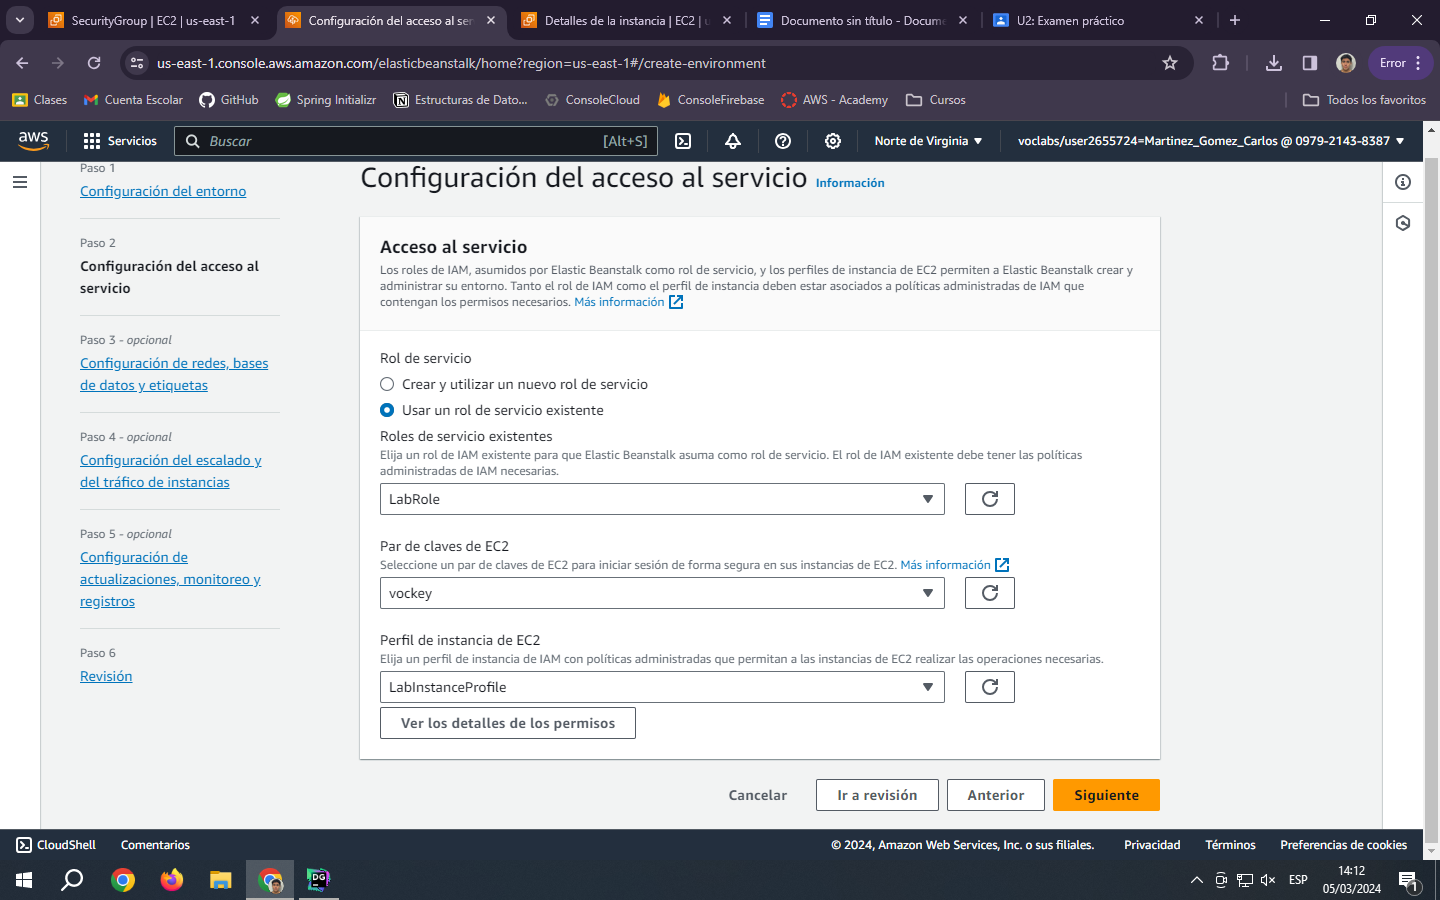 SecurityGroup | EC2 | us-east-1
Configuración del acceso al ser
Detalles de la instancia | EC2 | u
Documento sin título - Docume
U2: Examen práctico
us-east-1.console.aws.amazon.com/elasticbeanstalk/home?region=us-east-1#/create-environment
Error
Clases
Cuenta Escolar
GitHub
Spring Initializr
Estructuras de Dato...
ConsoleCloud
ConsoleFirebase
AWS - Academy
Cursos
Todos los favoritos
aws
Servicios
Buscar
[Alt+S]
Norte de Virginia
voclabs/user2655724=Martinez_Gomez_Carlos @ 0979-2143-8387
Paso 1
Configuración del entorno
Paso 2
Configuración del acceso al
servicio
Paso 3 - opcional
Configuración de redes, bases
de datos y etiquetas
Paso 4 - opcional
Configuración del escalado y
del tráfico de instancias
Paso 5 - opcional
Configuración de
actualizaciones, monitoreo y
registros
Paso 6
Revisión
Configuración del acceso al servicio Información
Acceso al servicio
Los roles de IAM, asumidos por Elastic Beanstalk como rol de servicio, y los perfiles de instancia de EC2 permiten a Elastic Beanstalk crear y
administrar su entorno. Tanto el rol de IAM como el perfil de instancia deben estar asociados a políticas administradas de IAM que
contengan los permisos necesarios. Más información
Rol de servicio
Crear y utilizar un nuevo rol de servicio
Usar un rol de servicio existente
Roles de servicio existentes
Elija un rol de IAM existente para que Elastic Beanstalk asuma como rol de servicio. El rol de IAM existente debe tener las políticas
administradas de IAM necesarias.
LabRole
Par de claves de EC2
Seleccione un par de claves de EC2 para iniciar sesión de forma segura en sus instancias de EC2. Más información
vockey
Perfil de instancia de EC2
Elija un perfil de instancia de IAM con políticas administradas que permitan a las instancias de EC2 realizar las operaciones necesarias.
LabInstanceProfile
Ver los detalles de los permisos
Cancelar
Ir a revisión
Anterior
Siguiente
CloudShell
Comentarios
© 2024, Amazon Web Services, Inc. o sus filiales.
Privacidad
Términos
Preferencias de cookies
DG
ESP
14:12
05/03/2024
1